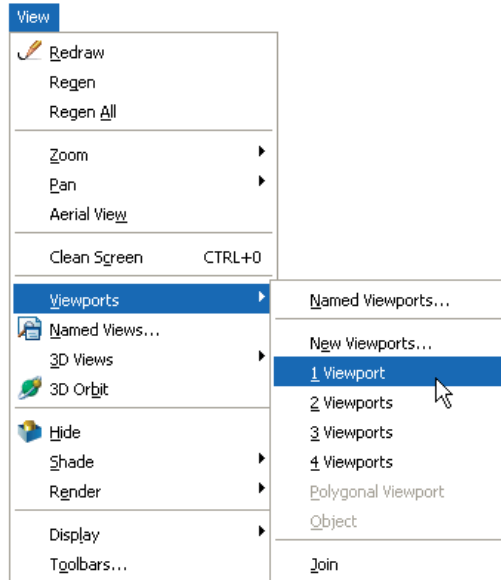 View
Redraw
Regen
Regen All
Zoom
Pan
Aerial View
Clean Screen CTRL+0
Viewports
Named Views...
3D Views
3D Orbit
Hide
Shade
Render
Display
Toolbars...
Named Viewports...
New Viewports...
1 Viewport
2 Viewports
3 Viewports
4 Viewports
Polygonal Viewport
Object
Join